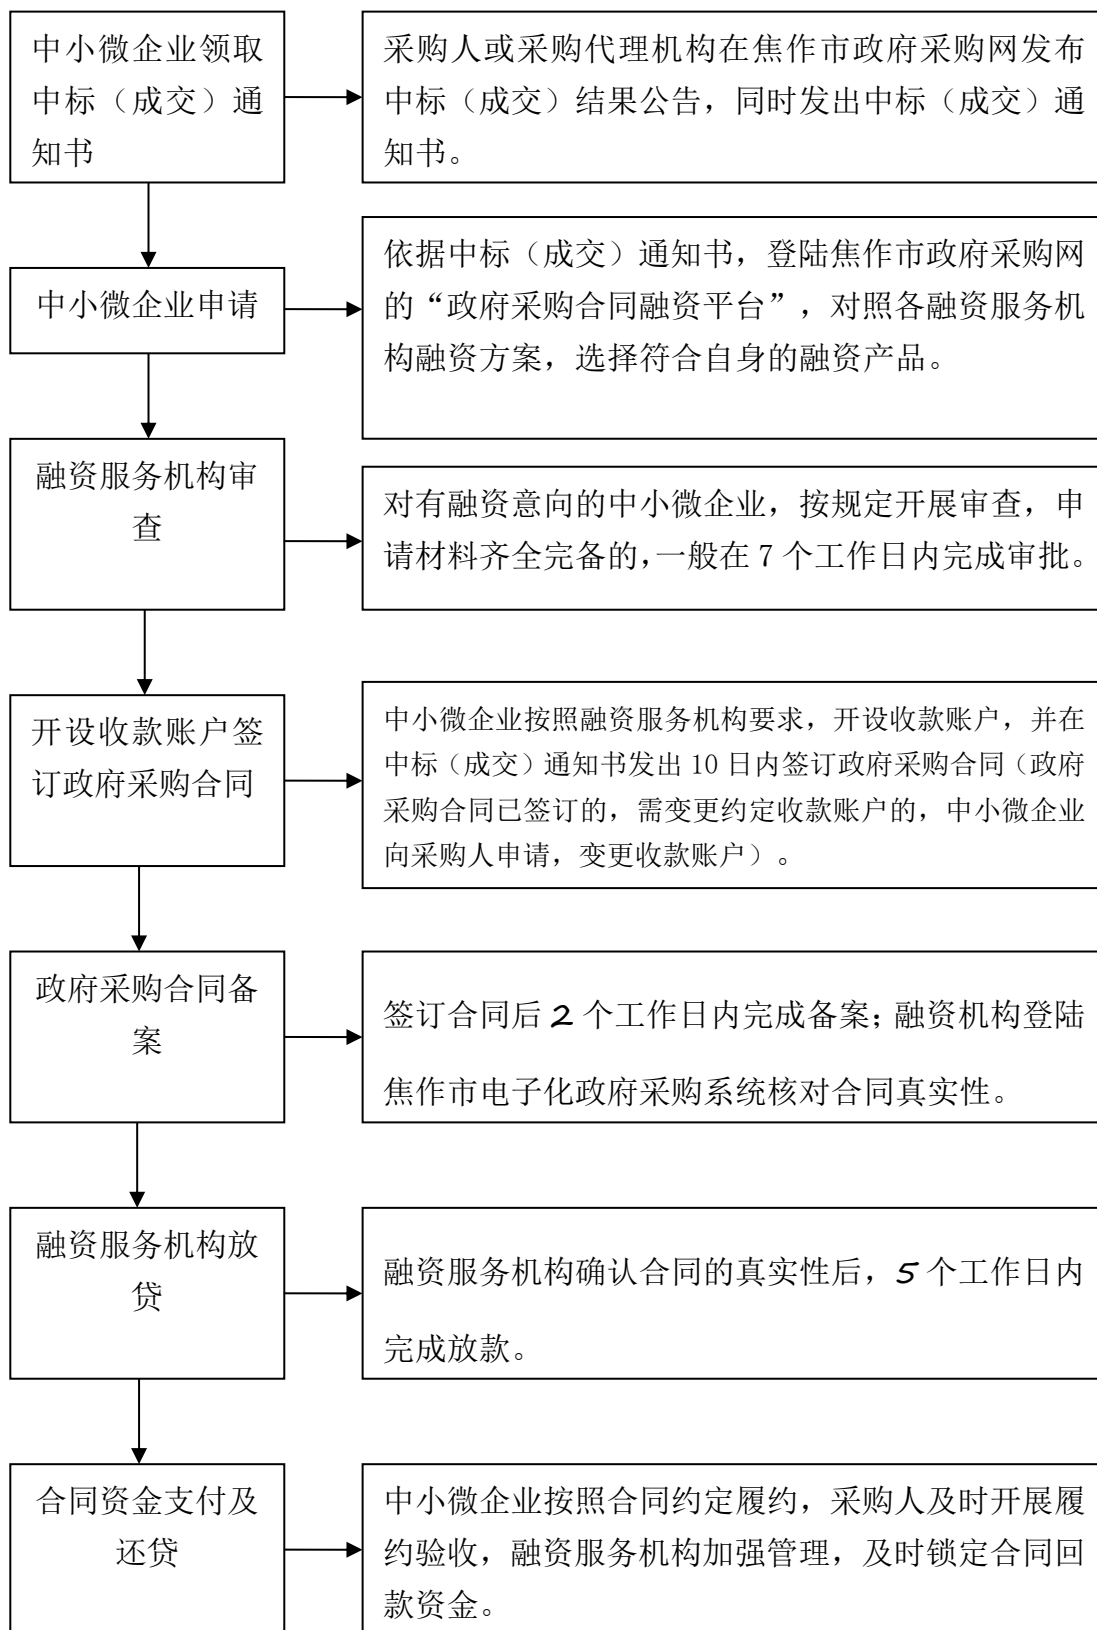 中小微企业领取
中标（成交）通
知书
采购人或采购代理机构在焦作市政府采购网发布
中标（成交）结果公告，同时发出中标（成交）通
知书。
中小微企业申请
依据中标（成交）通知书，登陆焦作市政府采购网
的“政府采购合同融资平台”，对照各融资服务机
构融资方案，选择符合自身的融资产品。
融资服务机构审
查
对有融资意向的中小微企业，按规定开展审查，申
请材料齐全完备的，一般在 7 个工作日内完成审批。
开设收款账户签
订政府采购合同
中小微企业按照融资服务机构要求，开设收款账户，并在
中标（成交）通知书发出 10 日内签订政府采购合同（政府
采购合同已签订的，需变更约定收款账户的，中小微企业
向采购人申请，变更收款账户）。
政府采购合同备
案
签订合同后 2 个工作日内完成备案；融资机构登陆
焦作市电子化政府采购系统核对合同真实性。
融资服务机构放
贷
融资服务机构确认合同的真实性后，5 个工作日内
完成放款。
合同资金支付及
还贷
中小微企业按照合同约定履约，采购人及时开展履
约验收，融资服务机构加强管理，及时锁定合同回
款资金。